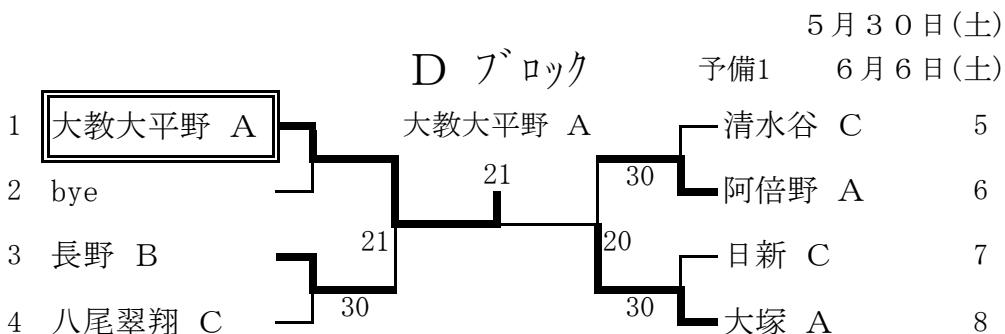 ５月３０日(土)
Ｄ ブロック 予備1 ６月６日(土)
1 大教大平野 Ａ 大教大平野 Ａ 清水谷 Ｃ 5
21 30
2 bye 阿倍野 Ａ 6
21 20
3 長野 Ｂ 日新 Ｃ 7
30 30
4 八尾翠翔 Ｃ 大塚 Ａ 8